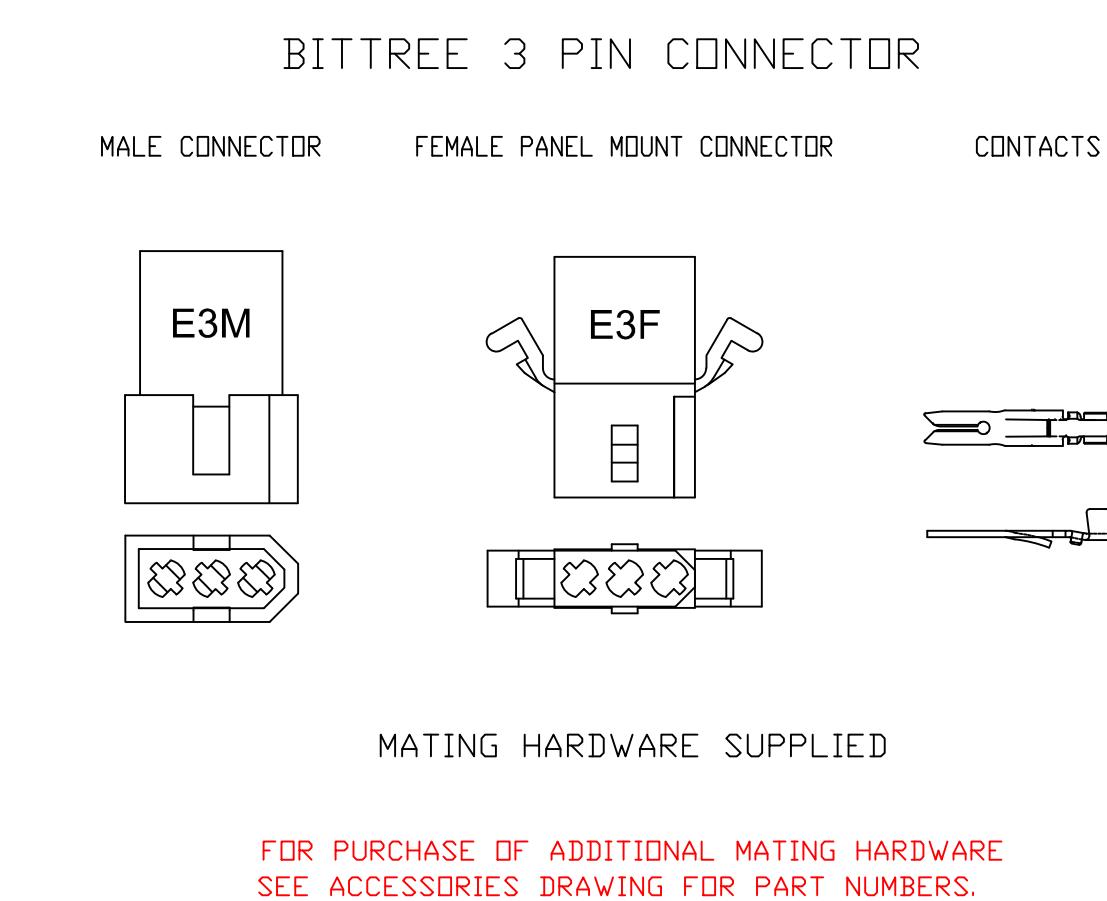 BITTREE 3 PIN CONNECTOR
MALE CONNECTOR
FEMALE PANEL MOUNT CONNECTOR
CONTACTS
E3M
E3F
MATING HARDWARE SUPPLIED
FOR PURCHASE OF ADDITIONAL MATING HARDWARE
SEE ACCESSORIES DRAWING FOR PART NUMBERS.